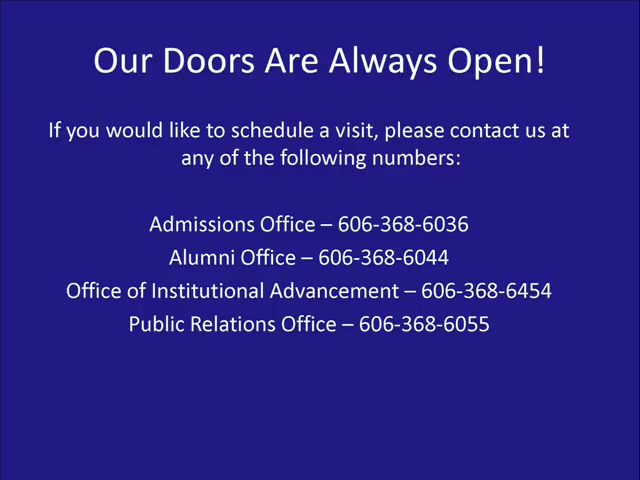 Our Doors Are Always Open!
If you would like to schedule a visit, please contact us at
any of the following numbers:
Admissions Office – 606-368-6036
Alumni Office – 606-368-6044
Office of Institutional Advancement – 606-368-6454
Public Relations Office – 606-368-6055